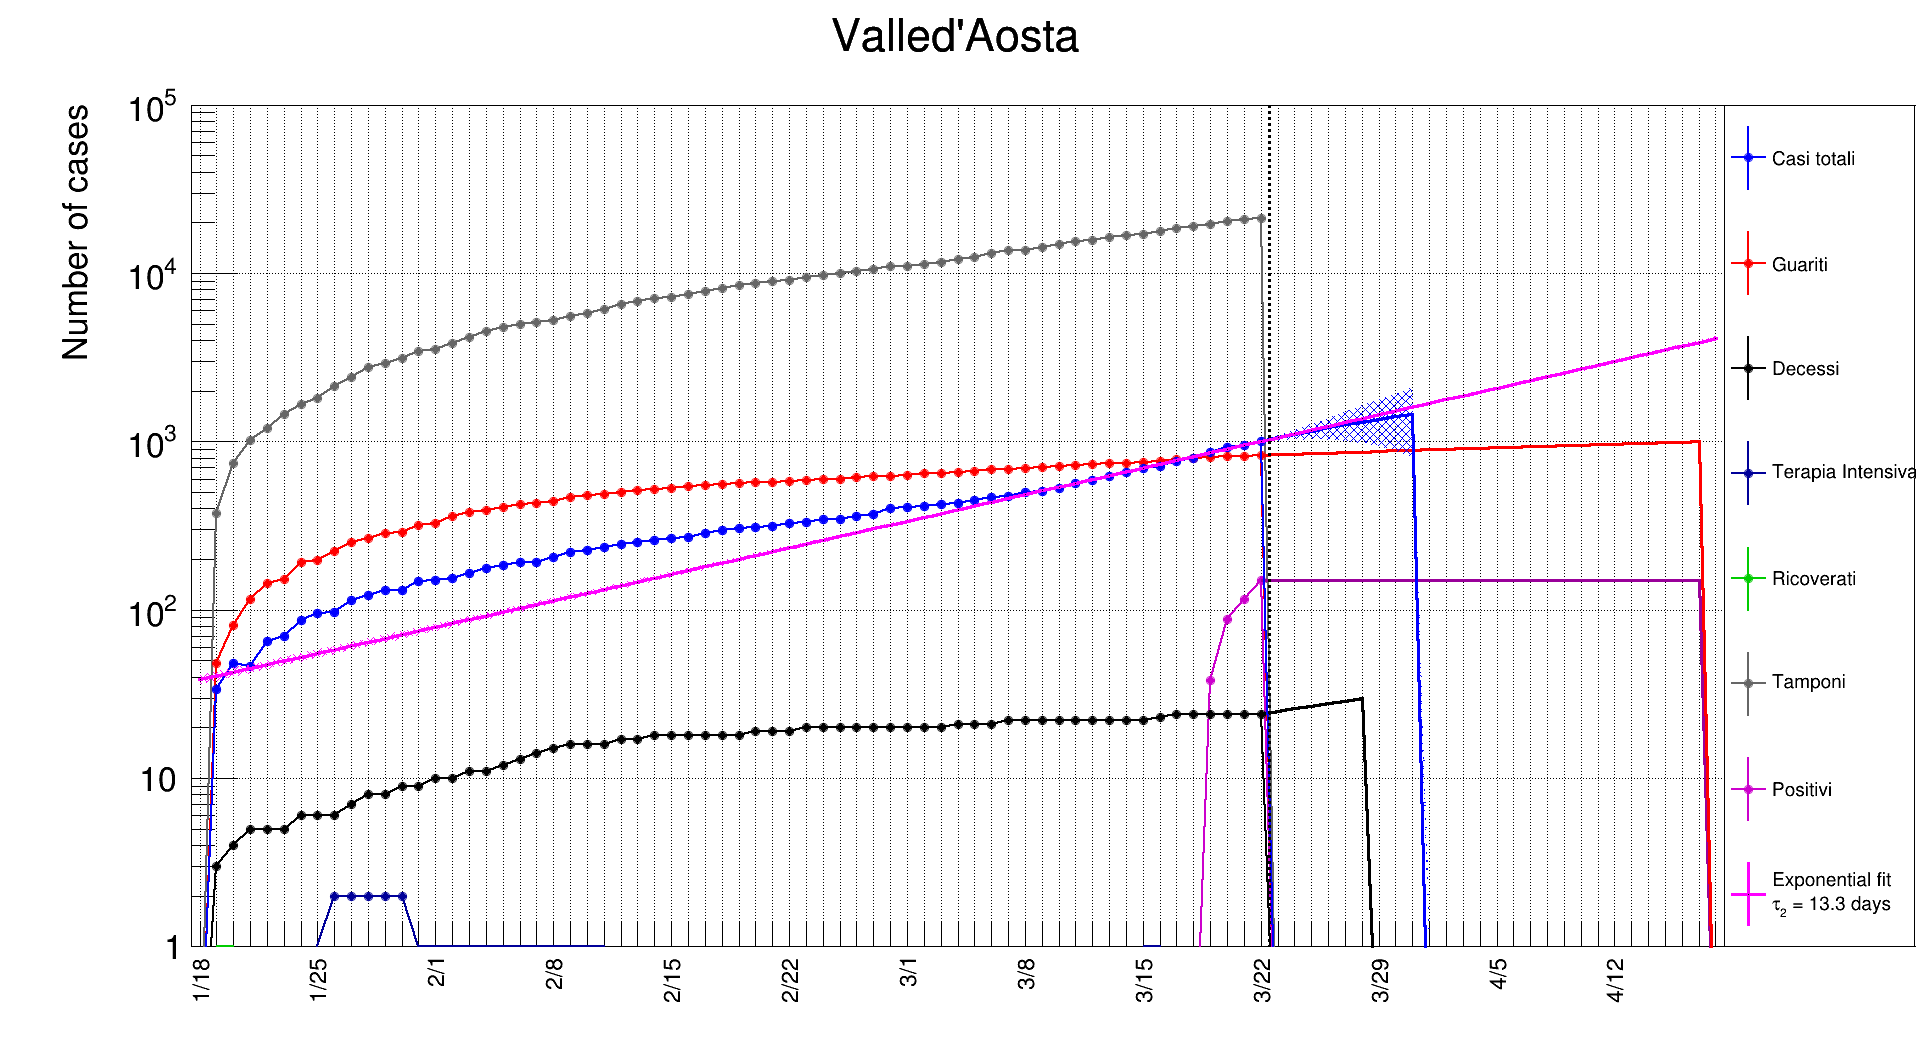 Valled'Aosta
Number of cases
10^5
10^4
10^3
10^2
10
1
1/18
1/25
2/1
2/8
2/15
2/22
3/1
3/8
3/15
3/22
3/29
4/5
4/12
Casi totali
Guariti
Decessi
Terapia Intensiva
Ricoverati
Tamponi
Positivi
Exponential fit
τ_2 = 13.3 days